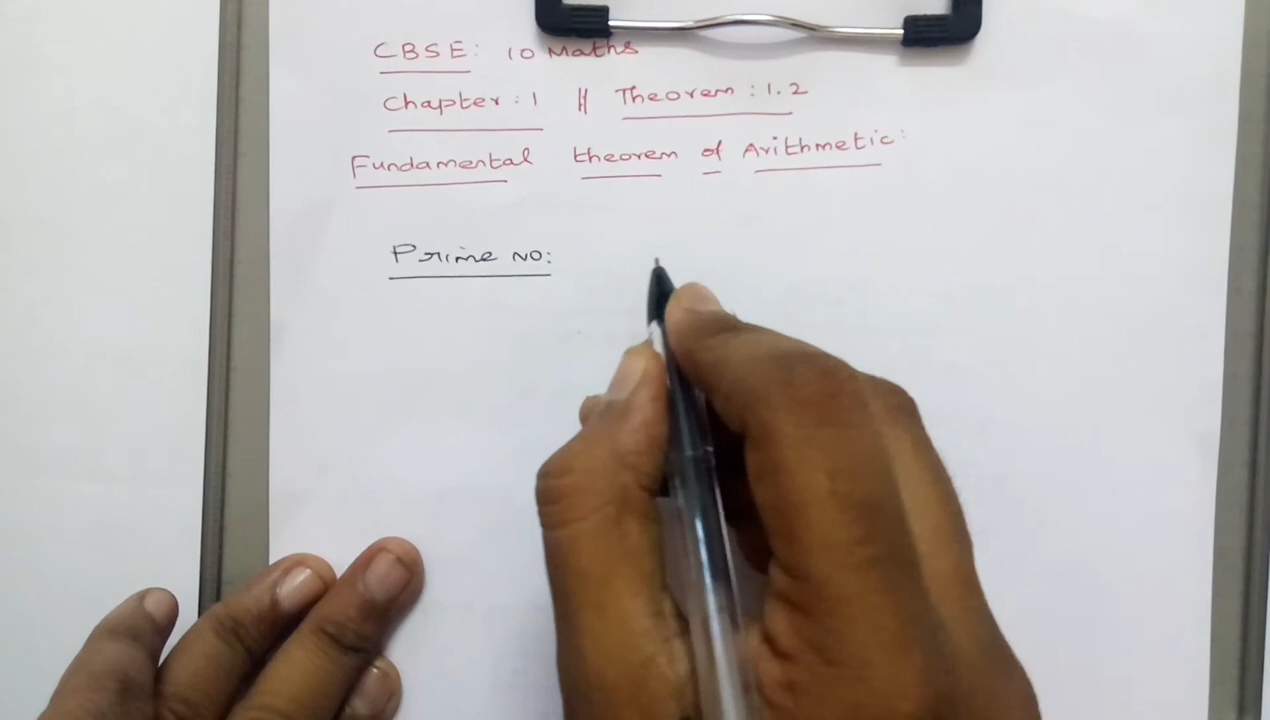 CBSE: 10 Maths
Chapter: 1 || Theorem: 1.2
Fundamental theorem of Arithmetic:
Prime NO: